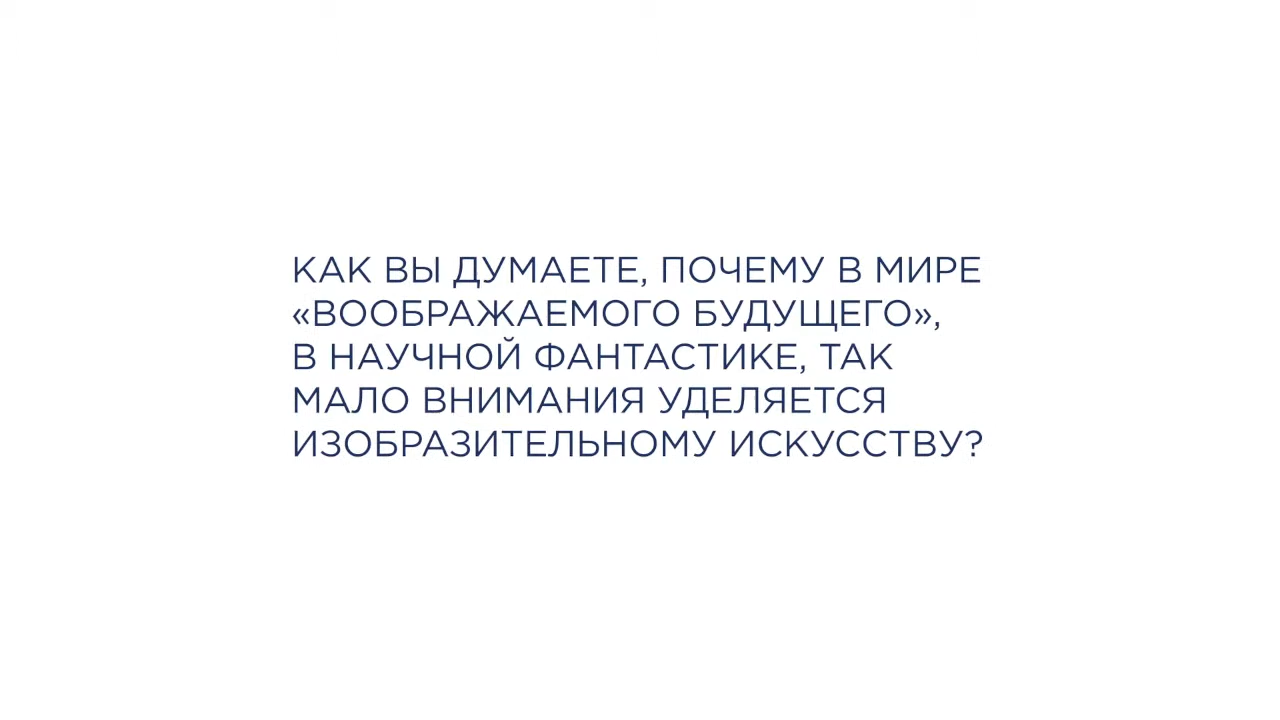 КАК ВЫ ДУМАЕТЕ, ПОЧЕМУ В МИРЕ
«ВООБРАЖАЕМОГО БУДУЩЕГО»,
В НАУЧНОЙ ФАНТАСТИКЕ, ТАК
МАЛО ВНИМАНИЯ УДЕЛЯЕТСЯ
ИЗОБРАЗИТЕЛЬНОМУ ИСКУССТВУ?